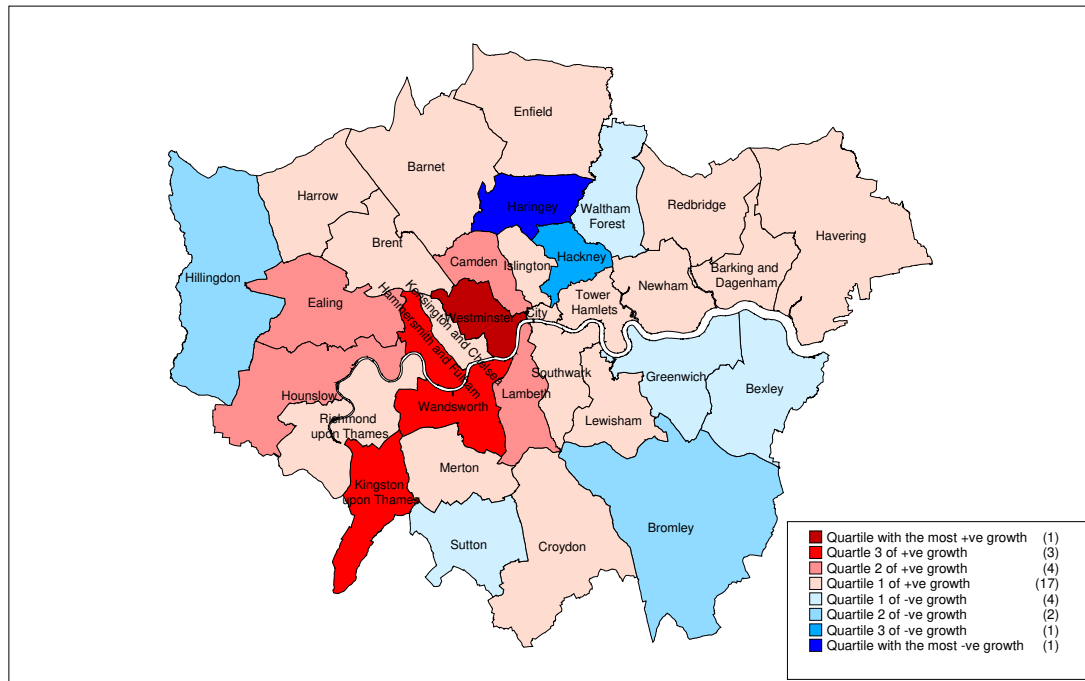 Enfield
Barnet
Harrow
Haringey
Waltham
Forest
Redbridge
Havering
Brent
Hillingdon
Camden
Islington
Hackney
Barking and
Dagenham
Ealing
Newham
Tower
Hamlets
Westminster
City
Kensington and Chelsea
Hammersmith and Fulham
Hounslow
Southwark
Greenwich
Bexley
Lambeth
Wandsworth
Richmond
upon Thames
Lewisham
Merton
Kingston
upon Thames
Bromley
Sutton
Croydon
Quartile with the most +ve growth (1)
Quartle 3 of +ve growth (3)
Quartle 2 of +ve growth (4)
Quartile 1 of +ve growth (17)
Quartile 1 of -ve growth (4)
Quartile 2 of -ve growth (2)
Quartile 3 of -ve growth (1)
Quartile with the most -ve growth (1)